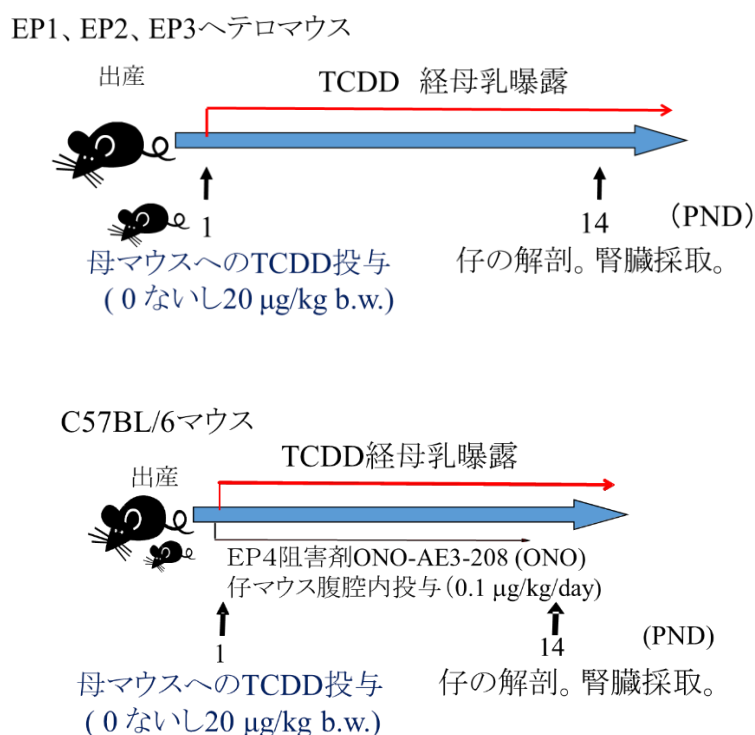 EP1、EP2、EP3ヘテロマウス
出産
TCDD 経母乳曝露
1
14
(PND)
母マウスへのTCDD投与
( 0 ないし20 μg/kg b.w.)
仔の解剖。腎臓採取。
C57BL/6マウス
出産
TCDD経母乳曝露
EP4阻害剤ONO-AE3-208 (ONO)
仔マウス腹腔内投与(0.1 μg/kg/day)
1
14
(PND)
母マウスへのTCDD投与
( 0 ないし20 μg/kg b.w.)
仔の解剖。腎臓採取。